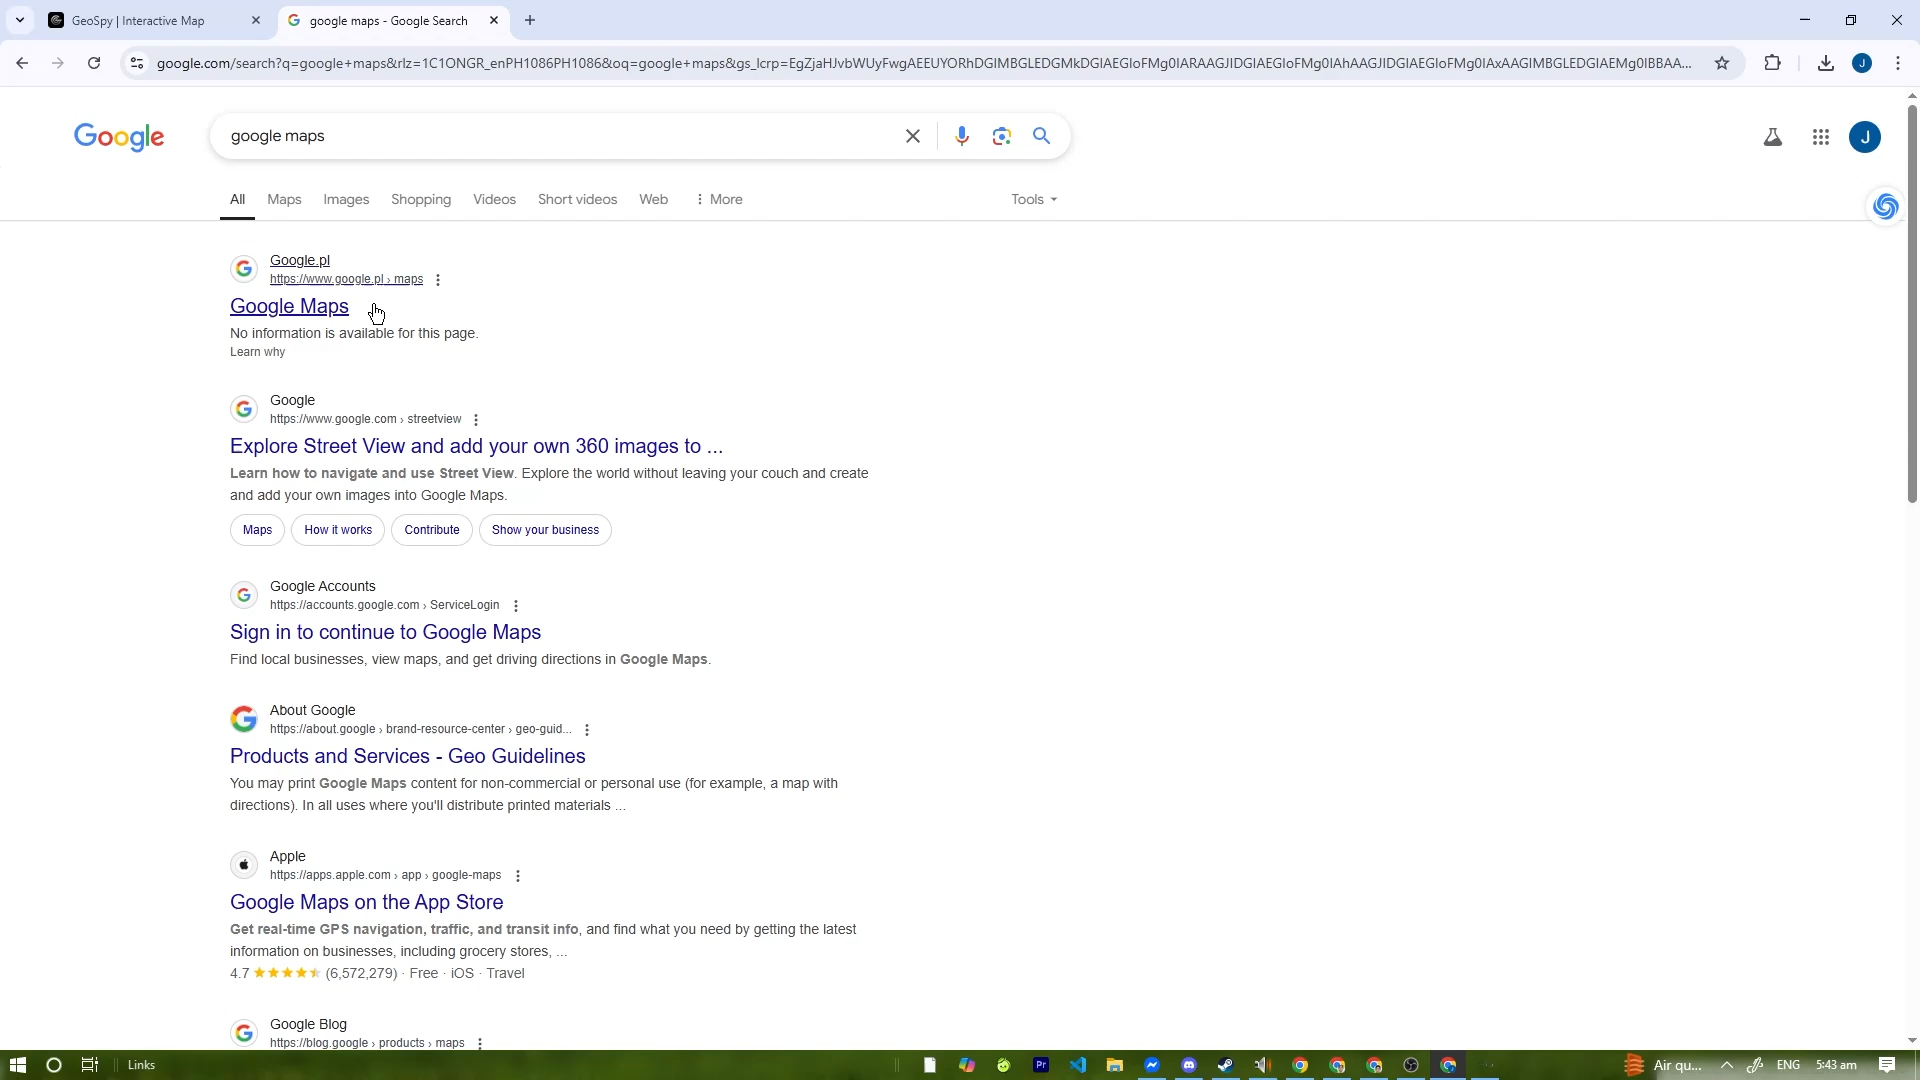 GeoSpy | Interactive Map
google maps - Google Search
google.com/search?q=google+maps&rlz=1C1ONGR_enPH1086PH1086&oq=google+maps&gs_lcrp=
Google
google maps
J
All
Maps
Images
Shopping
Videos
Short videos
Web
More
Tools
Google.pl
https://www.google.pl › maps
Google Maps
No information is available for this page.
Learn why
Google
https://www.google.com › streetview
Explore Street View and add your own 360 images to ...
Learn how to navigate and use Street View. Explore the world without leaving your couch and create
and add your own images into Google Maps.
Maps
How it works
Contribute
Show your business
Google Accounts
https://accounts.google.com › ServiceLogin
Sign in to continue to Google Maps
Find local businesses, view maps, and get driving directions in Google Maps.
About Google
https://about.google › brand-resource-center › geo-guid...
Products and Services - Geo Guidelines
You may print Google Maps content for non-commercial or personal use (for example, a map with
directions). In all uses where you'll distribute printed materials ...
Apple
https://apps.apple.com › app › google-maps
Google Maps on the App Store
Get real-time GPS navigation, traffic, and transit info, and find what you need by getting the latest
information on businesses, including grocery stores, ...
4.7 ★★★★★ (6,572,279) · Free · iOS · Travel
Google Blog
https://blog.google › products › maps
Links
Pr
Air qu...
ENG
5:43 am